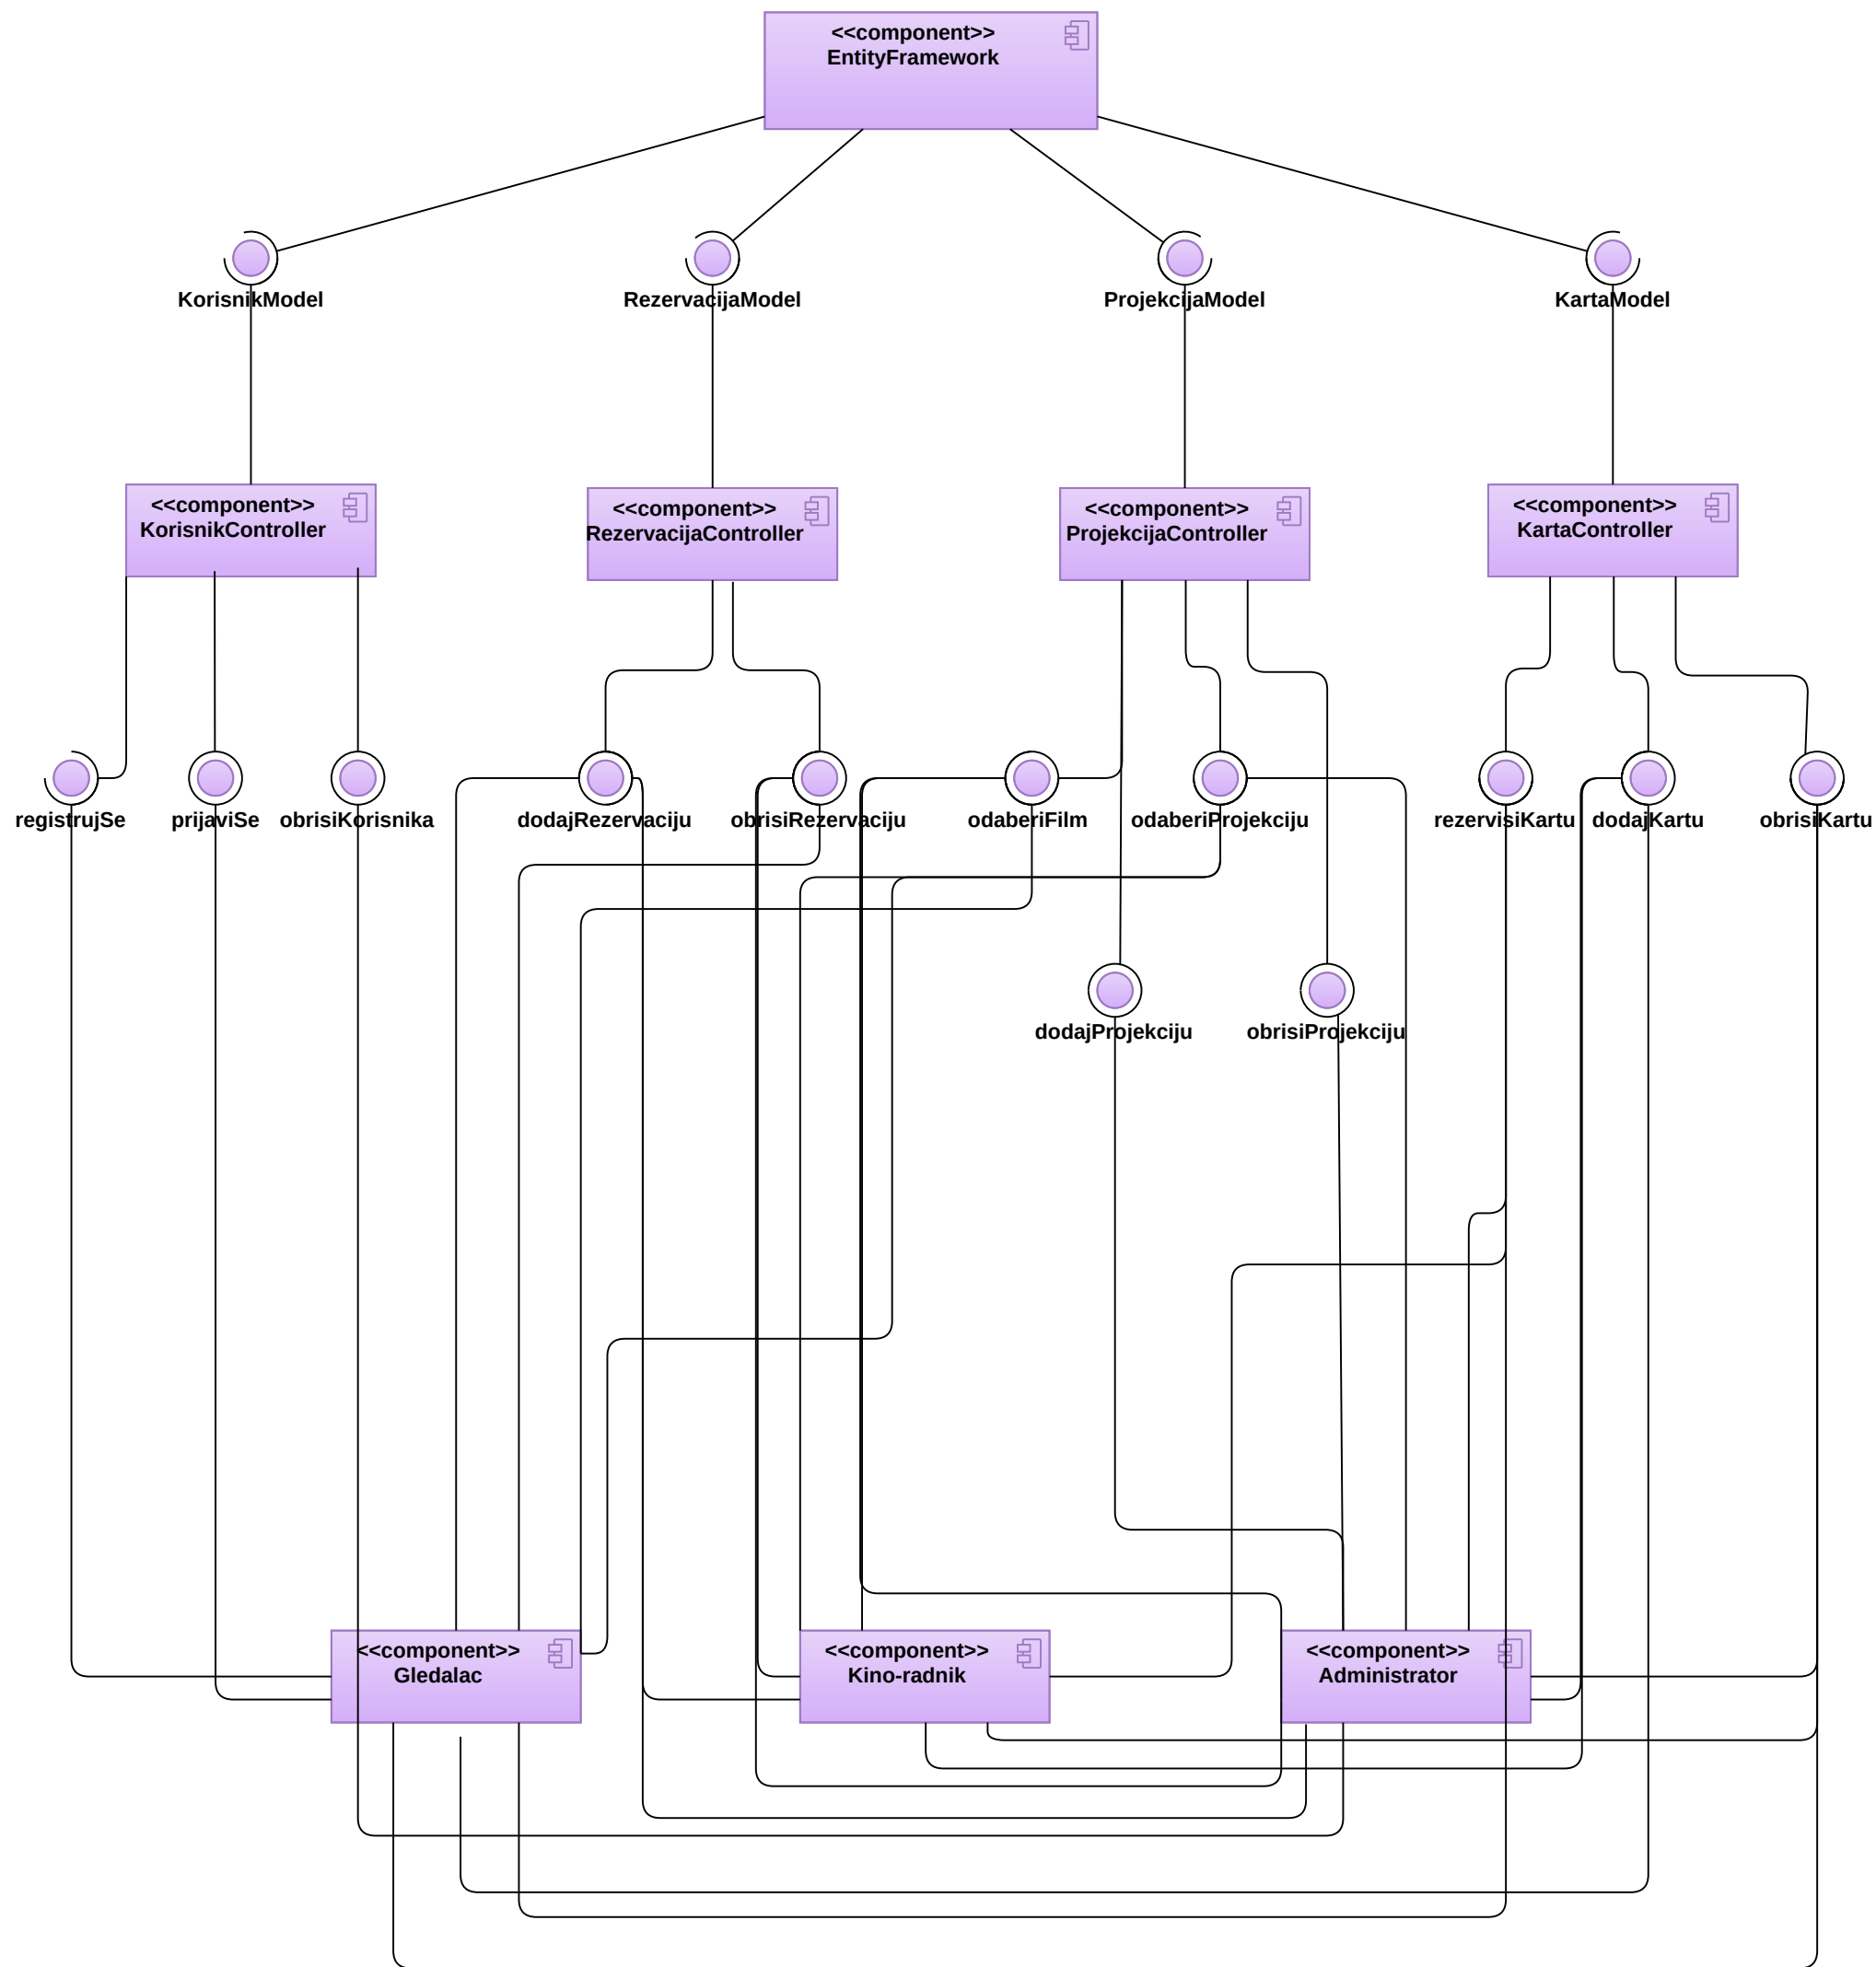 <<component>>
EntityFramework
KorisnikModel
RezervacijaModel
ProjekcijaModel
KartaModel
<<component>>
KorisnikController
<<component>>
RezervacijaController
<<component>>
ProjekcijaController
<<component>>
KartaController
registrujSe
prijaviSe
obrisiKorisnika
dodajRezervaciju
obrisiRezervaciju
odaberiFilm
odaberiProjekciju
rezervisiKartu
dodajKartu
obrisiKartu
dodajProjekciju
obrisiProjekciju
<<component>>
Gledalac
<<component>>
Kino-radnik
<<component>>
Administrator